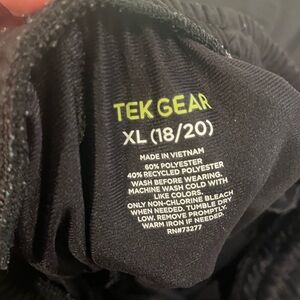 TEK GEAR
XL (18/20)
MADE IN VIETNAM
60% POLYESTER
40% RECYCLED POLYESTER
WASH BEFORE WEARING.
MACHINE WASH COLD WITH
LIKE COLORS.
ONLY NON-CHLORINE BLEACH
WHEN NEEDED. TUMBLE DRY
LOW. REMOVE PROMPTLY.
WARM IRON IF NEEDED.
RN#73277